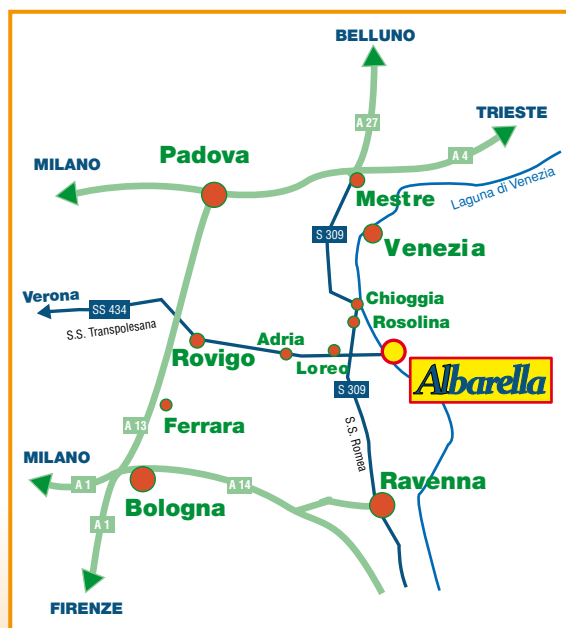 BELLUNO
TRIESTE
A 27
A 4
MILANO
Padova
Mestre
Laguna di Venezia
S 309
Venezia
Verona
SS 434
S.S. Transpolesana
Chioggia
Rosolina
Adria
Rovigo
Loreo
Albarella
S 309
Ferrara
A 13
S.S. Romea
MILANO
A 1
A 14
Ravenna
Bologna
A 1
FIRENZE